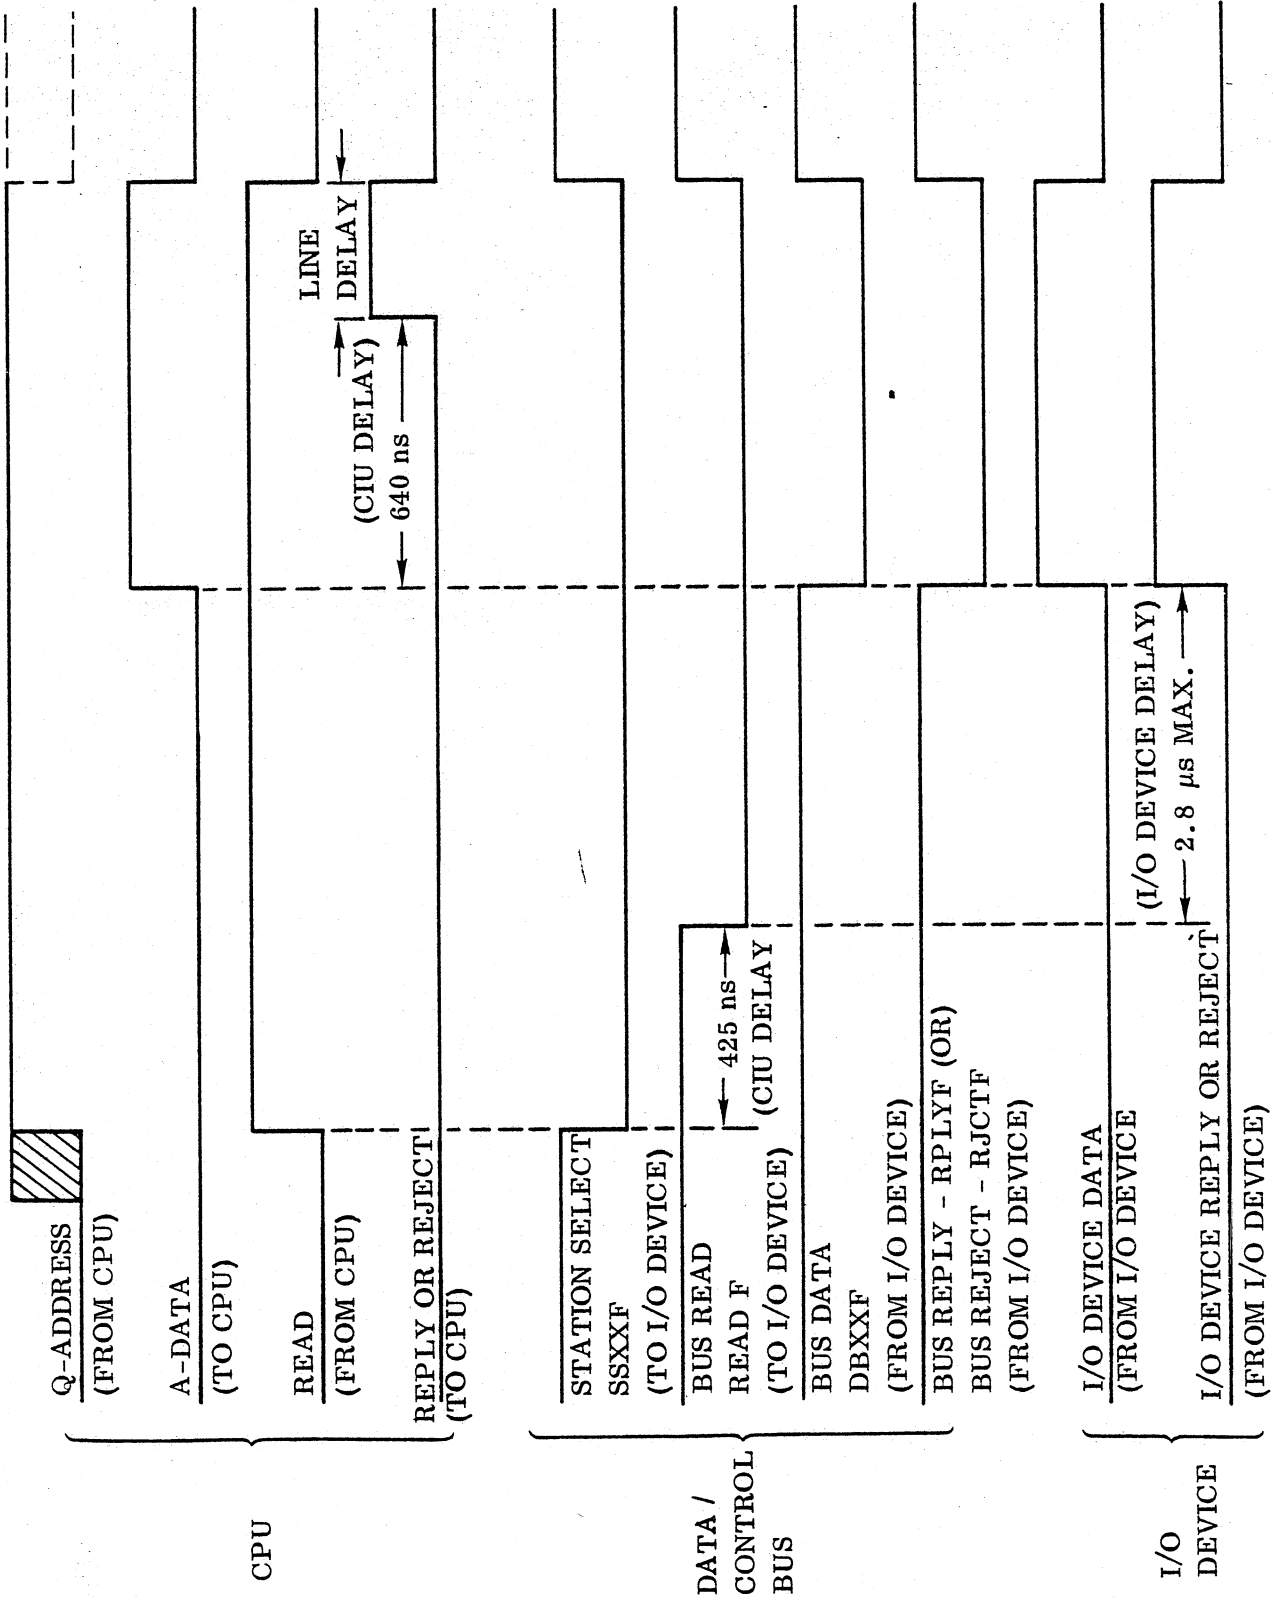 CPU
Q-ADDRESS
(FROM CPU)
A-DATA
(TO CPU)
READ
(FROM CPU)
REPLY OR REJECT
(TO CPU)
(CIU DELAY)
640 ns
LINE
DELAY
DATA /
CONTROL
BUS
STATION SELECT
SSXXF
(TO I/O DEVICE)
BUS READ
READ F
(TO I/O DEVICE)
425 ns
(CIU DELAY
BUS DATA
DBXXF
(FROM I/O DEVICE)
BUS REPLY - RPLYF (OR)
BUS REJECT - RJCTF
(FROM I/O DEVICE)
I/O
DEVICE
I/O DEVICE DATA
(FROM I/O DEVICE
I/O DEVICE REPLY OR REJECT
(FROM I/O DEVICE)
(I/O DEVICE DELAY)
2.8 µs MAX.